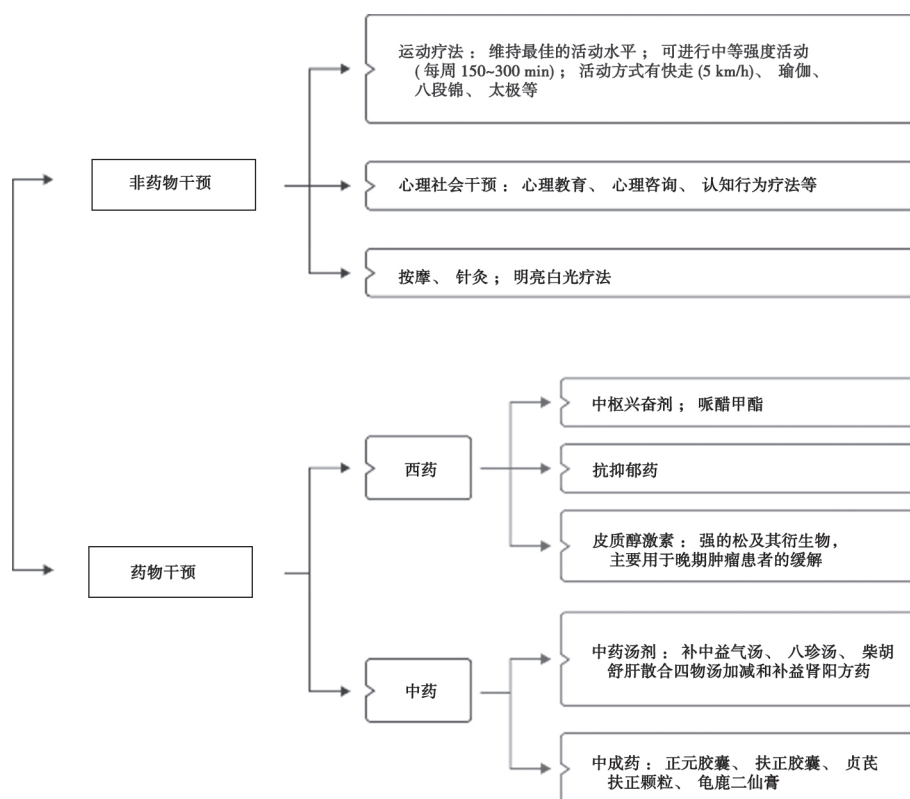 运动疗法：维持最佳的活动水平；可进行中等强度活动
(每周 150~300 min)；活动方式有快走 (5 km/h)、瑜伽、
八段锦、太极等
非药物干预
心理社会干预：心理教育、心理咨询、认知行为疗法等
按摩、针灸；明亮白光疗法
中枢兴奋剂；哌醋甲酯
西药
抗抑郁药
皮质醇激素：强的松及其衍生物，
主要用于晚期肿瘤患者的缓解
药物干预
中药汤剂：补中益气汤、八珍汤、柴胡
舒肝散合四物汤加减和补益肾阳方药
中药
中成药：正元胶囊、扶正胶囊、贞芪
扶正颗粒、龟鹿二仙膏